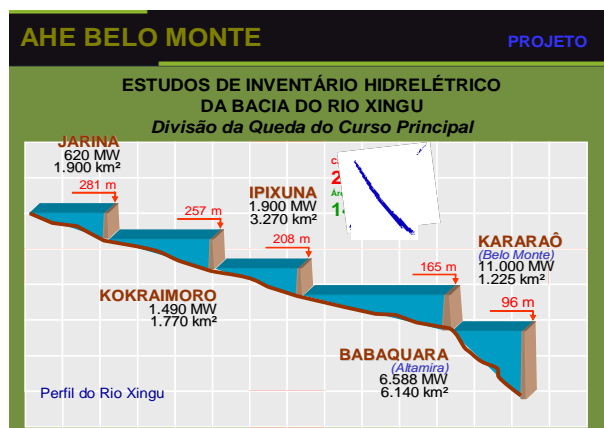 AHE BELO MONTE
PROJETO
ESTUDOS DE INVENTÁRIO HIDRELÉTRICO
DA BACIA DO RIO XINGU
Divisão da Queda do Curso Principal
JARINA
620 MW
1.900 km²
281 m
257 m
IPIXUNA
1.900 MW
3.270 km²
208 m
165 m
KARARAÔ
(Belo Monte)
11.000 MW
1.225 km²
96 m
KOKRAIMORO
1.490 MW
1.770 km²
BABAQUARA
(Altamira)
6.588 MW
6.140 km²
Perfil do Rio Xingu